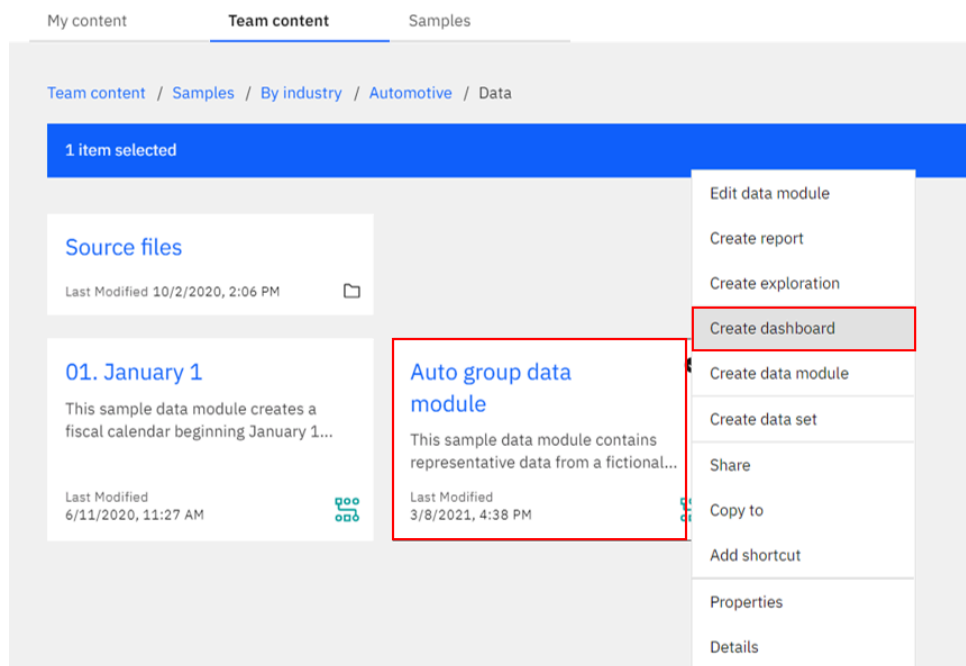 My content
Team content
Samples
Team content / Samples / By industry / Automotive / Data
1 item selected
Source files
Last Modified 10/2/2020, 2:06 PM
01. January 1
This sample data module creates a
fiscal calendar beginning January 1...
Last Modified
6/11/2020, 11:27 AM
Auto group data
module
This sample data module contains
representative data from a fictional...
Last Modified
3/8/2021, 4:38 PM
Edit data module
Create report
Create exploration
Create dashboard
Create data module
Create data set
Share
Copy to
Add shortcut
Properties
Details